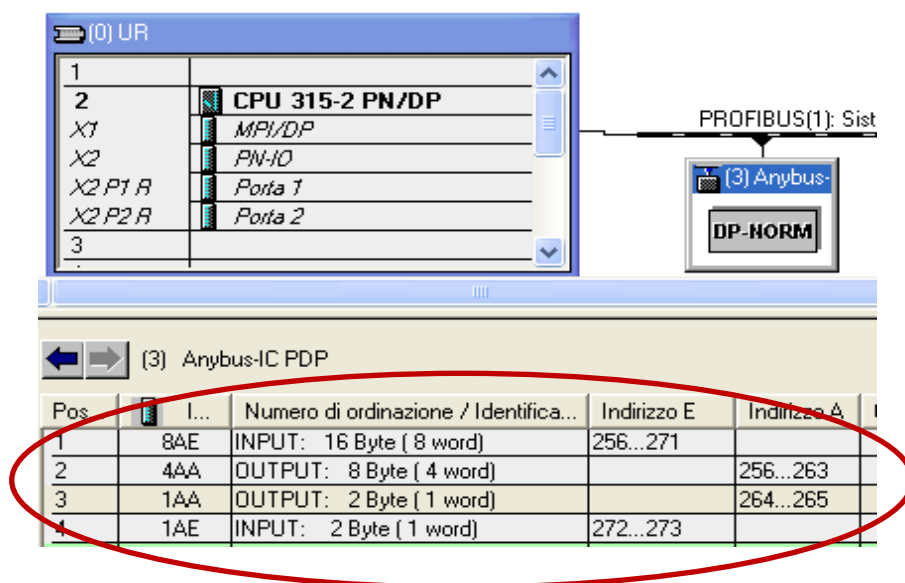 (0) UR
1
2 CPU 315-2 PN/DP
X1 MPI/DP
X2 PN-IO
X2 P1 R Porta 1
X2 P2 R Porta 2
3
PROFIBUS(1): Sist
(3) Anybus-
DP-NORM
(3) Anybus-IC PDP
Pos... I... Numero di ordinazione / Identifica... Indirizzo E Indirizzo A
1 8AE INPUT: 16 Byte ( 8 word) 256...271
2 4AA OUTPUT: 8 Byte ( 4 word) 256...263
3 1AA OUTPUT: 2 Byte ( 1 word) 264...265
4 1AE INPUT: 2 Byte ( 1 word) 272...273